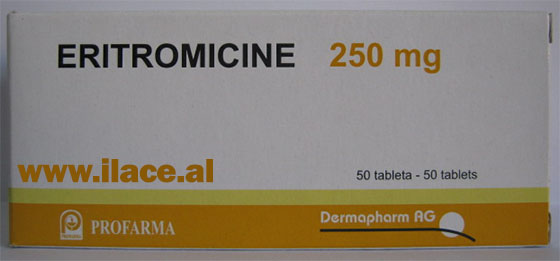 ERITROMICINE 250 mg
www.ilace.al
50 tableta - 50 tablets
PROFARMA
Dermapharm AG